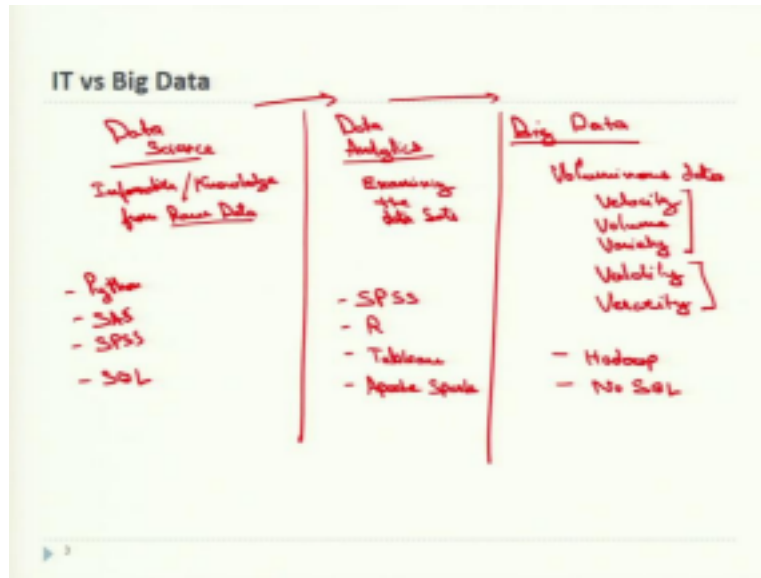 IT vs Big Data
Data
Science
Information/Knowledge
from Raw Data
- Python
- SAS
- SPSS
- SQL
Data
Analytics
Examining
the
data Sets
- SPSS
- R
- Tableau
- Apache Spark
Big Data
Voluminous data
Velocity
Volume
Variety
Validity
Veracity
- Hadoop
- No SQL